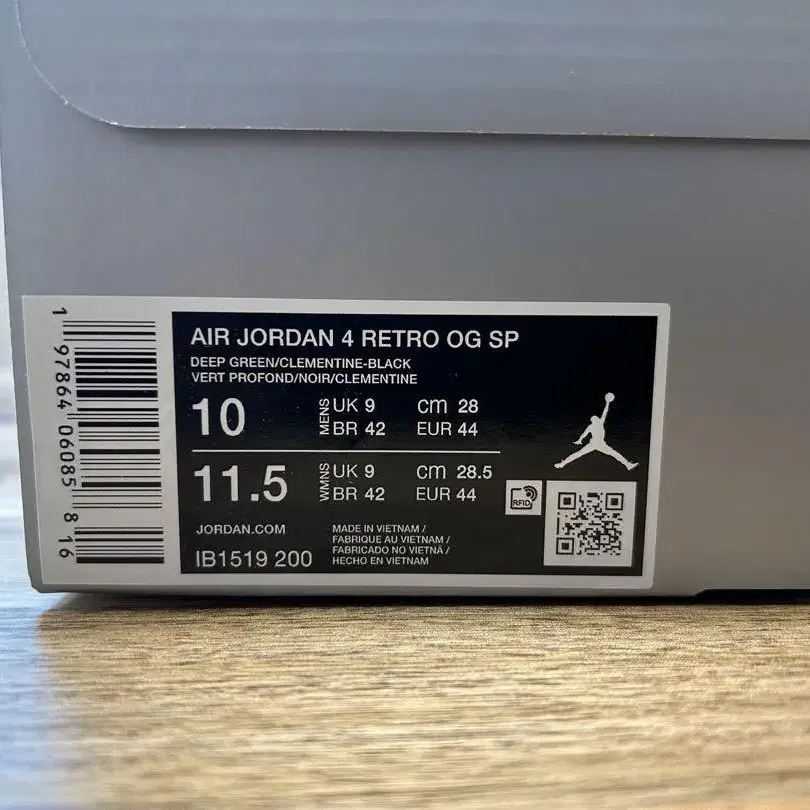 AIR JORDAN 4 RETRO OG SP
DEEP GREEN/CLEMENTINE-BLACK
VERT PROFOND/NOIR/CLEMENTINE
10 MENS UK 9 cm 28
BR 42 EUR 44
11.5 WMNS UK 9 cm 28.5
BR 42 EUR 44
RFID
JORDAN.COM
IB1519 200
MADE IN VIETNAM /
FABRIQUE AU VIETNAM /
FABRICADO NO VIETNÃ /
HECHO EN VIETNAM
1 97864 06085 8 16